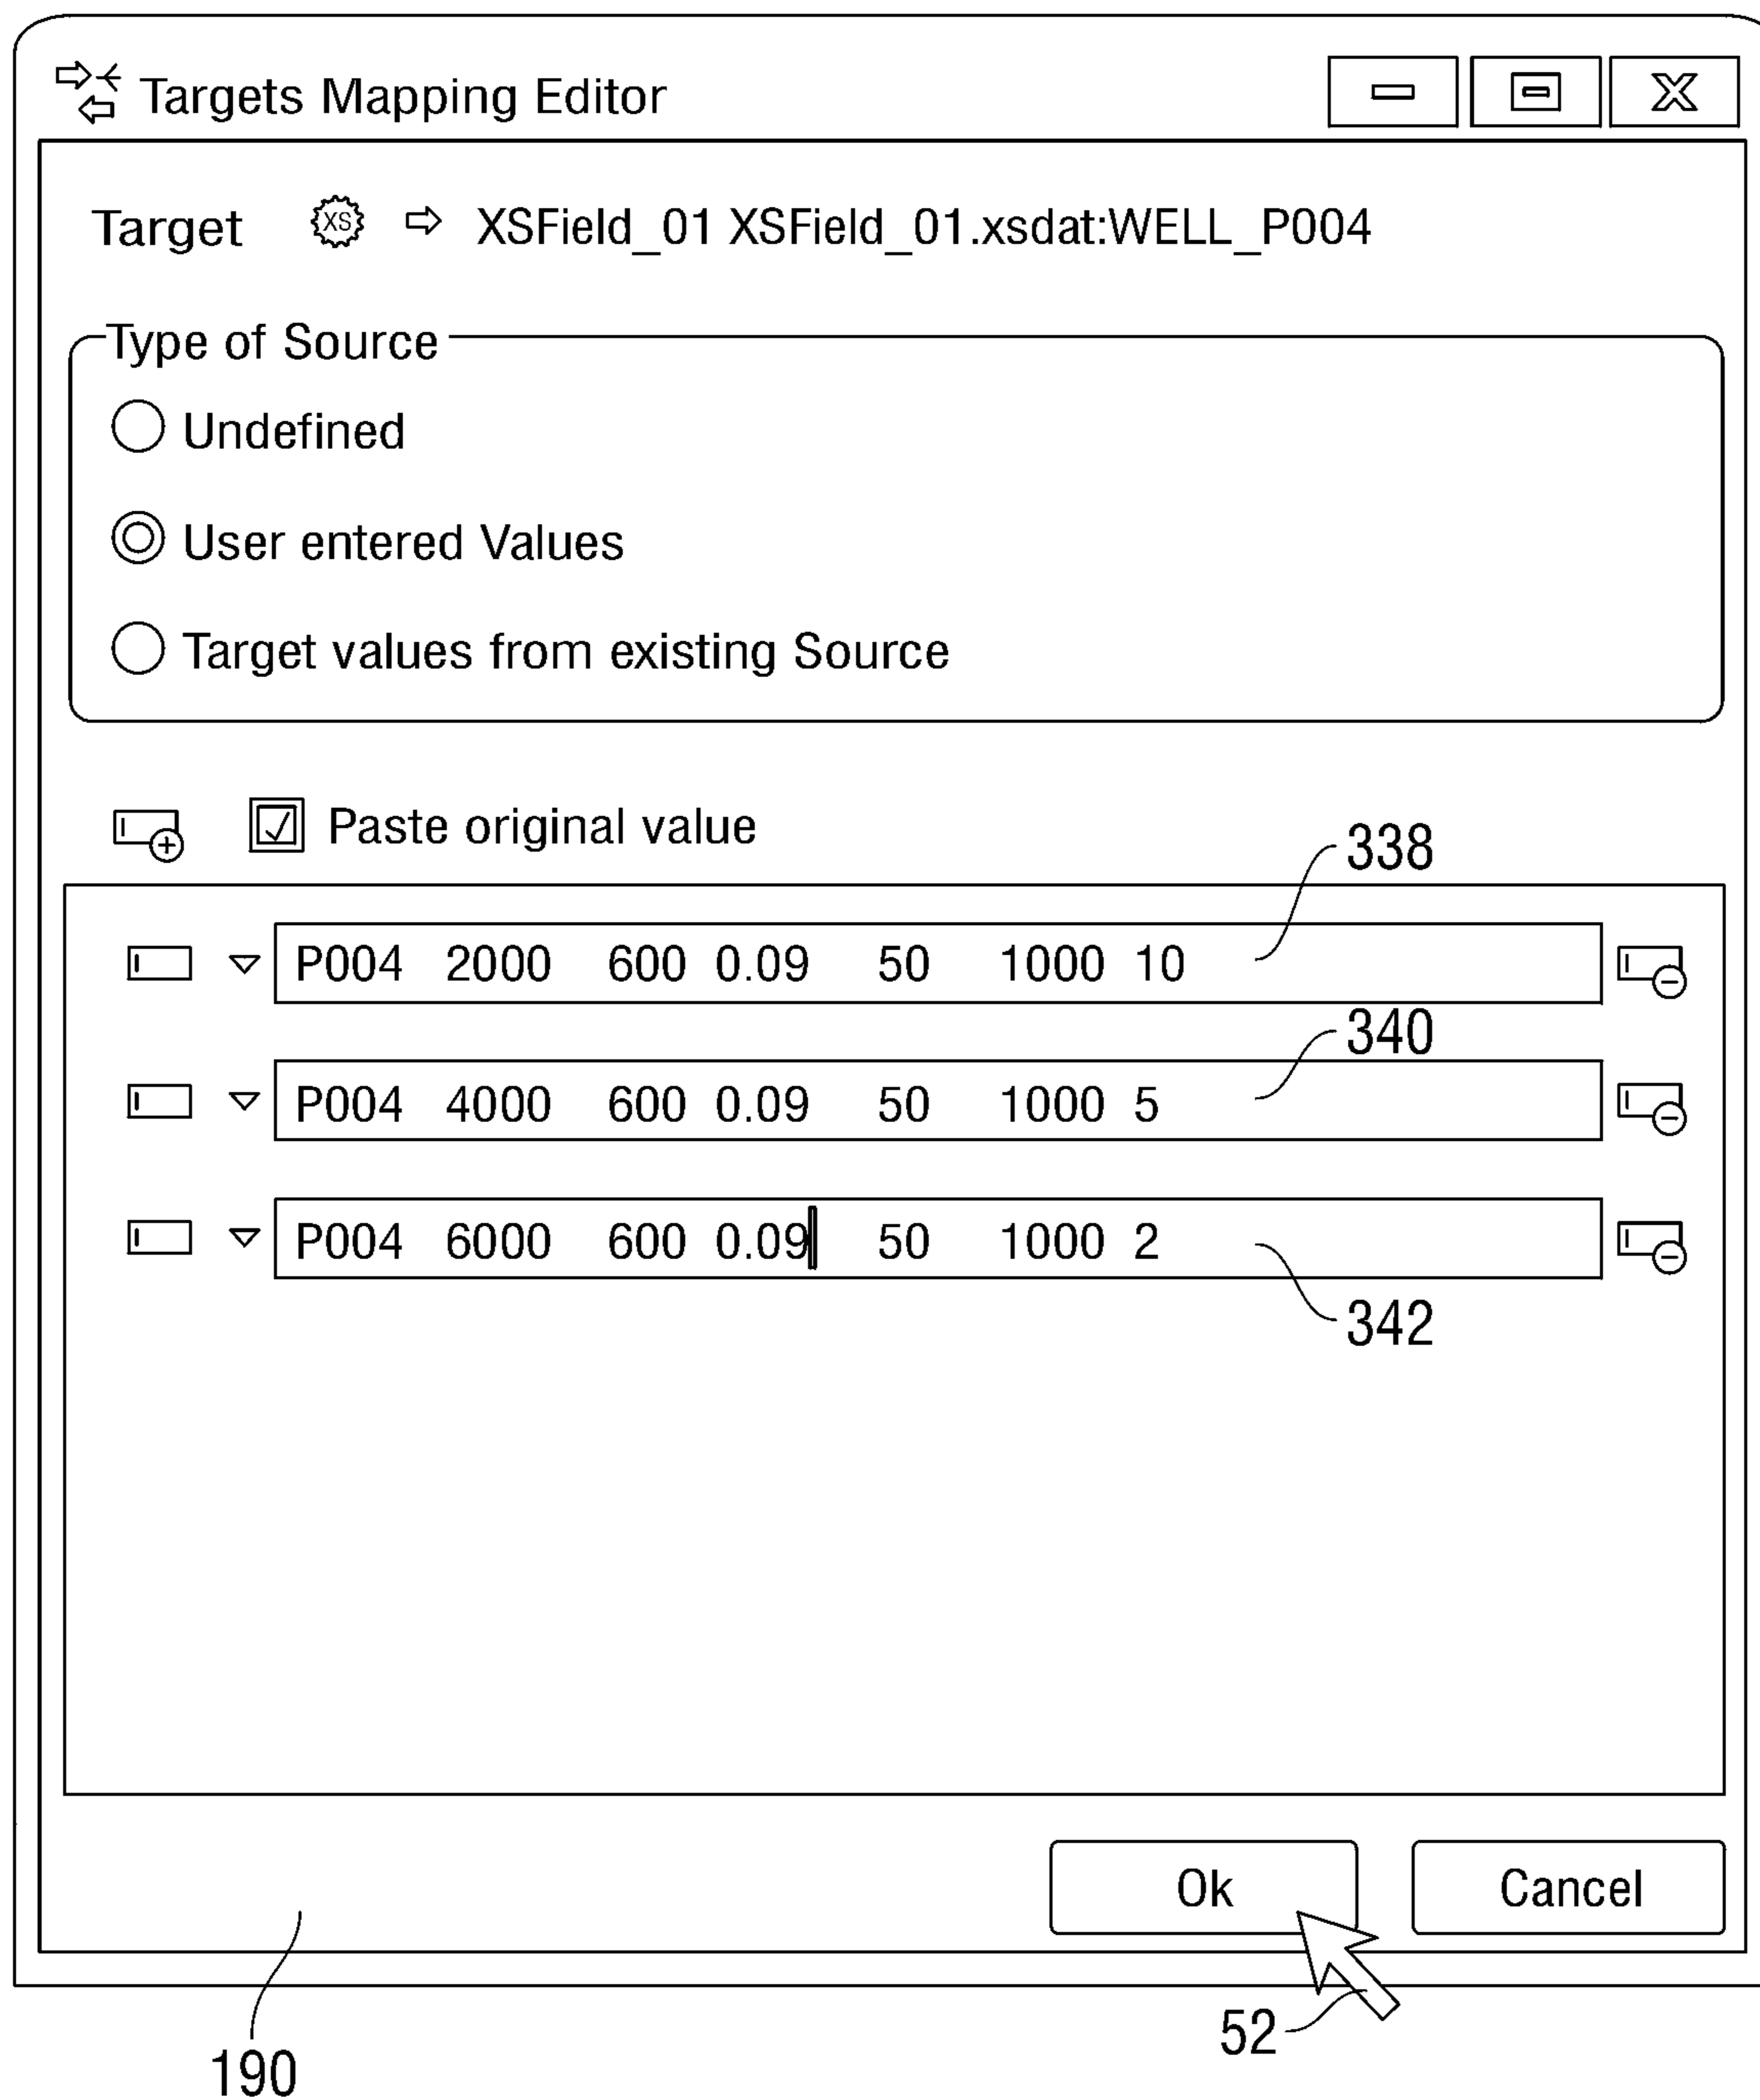 Targets Mapping Editor
Target XS XSField_01 XSField_01.xsdat:WELL_P004
Type of Source
Undefined
User entered Values
Target values from existing Source
Paste original value
338
P004 2000 600 0.09 50 1000 10
340
P004 4000 600 0.09 50 1000 5
P004 6000 600 0.09 50 1000 2
342
Ok Cancel
52
190